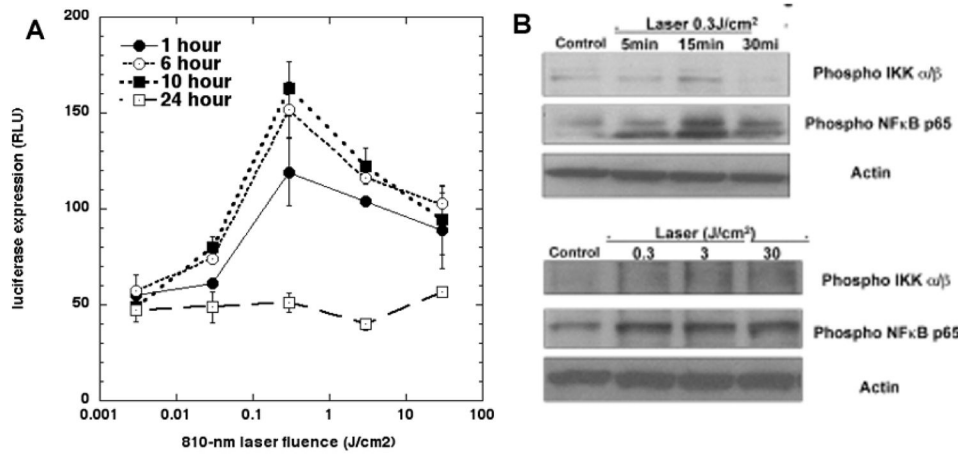 A
1 hour
6 hour
10 hour
24 hour
luciferase expression (RLU)
200
150
100
50
0
0.001 0.01 0.1 1 10 100
810-nm laser fluence (J/cm2)
B
Laser 0.3J/cm²
Control 5min 15min 30mi
Phospho IKK α/β
Phospho NFκB p65
Actin
Laser (J/cm²)
Control 0.3 3 30
Phospho IKK α/β
Phospho NFκB p65
Actin